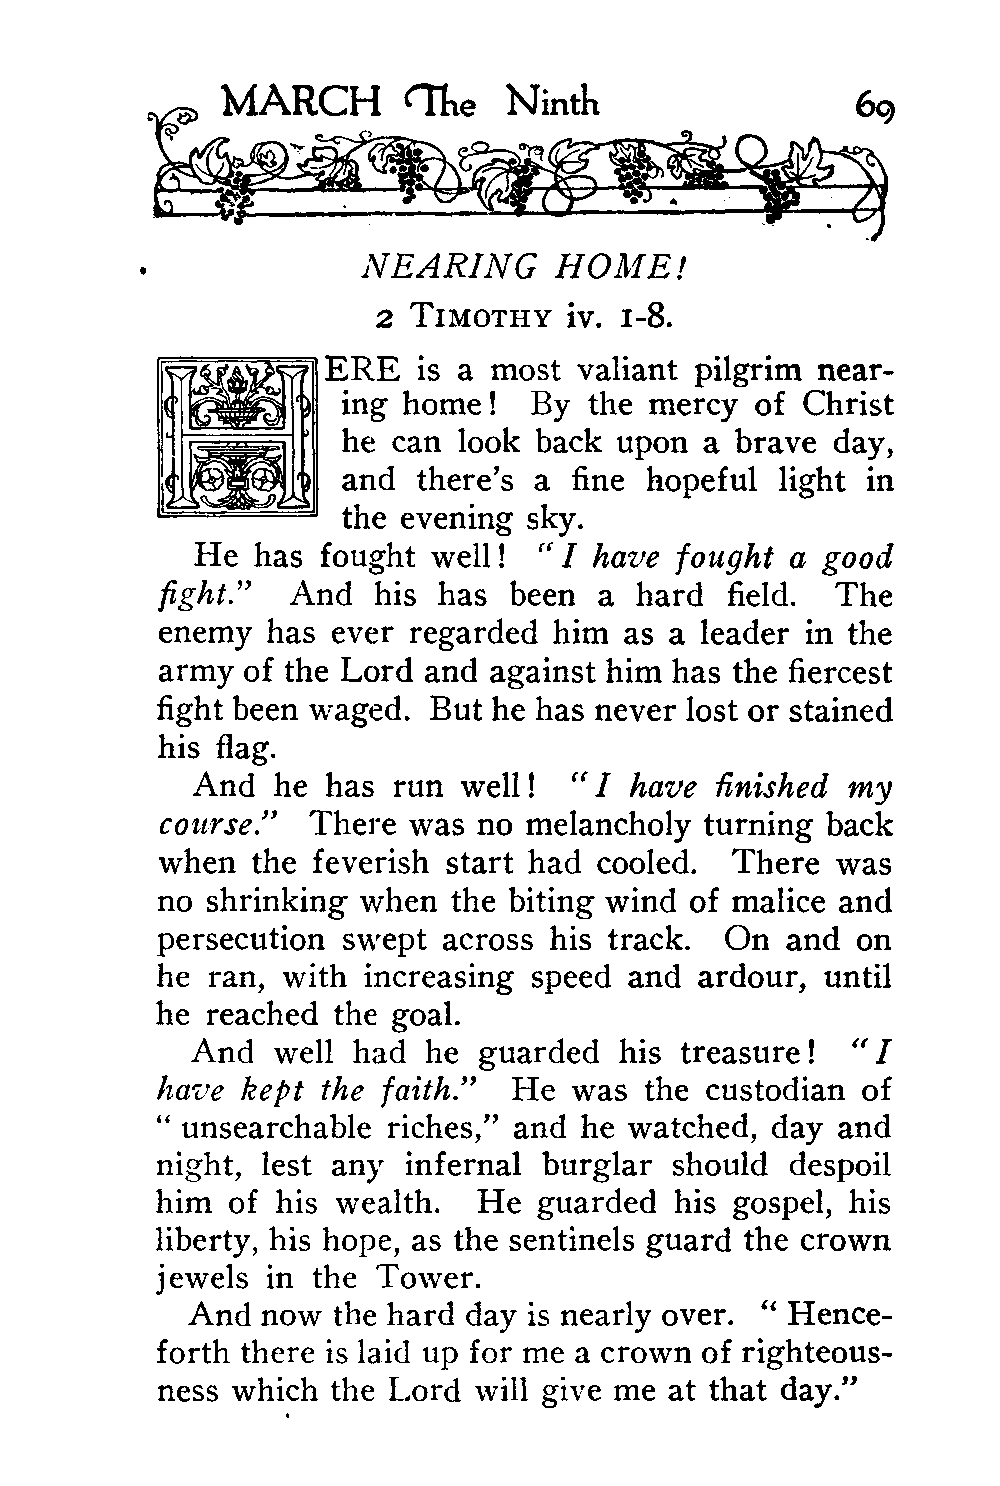 MARCH The Ninth 69
NEARING HOME!
2 TIMOTHY iv. 1-8.
HERE is a most valiant pilgrim near-
ing home! By the mercy of Christ
he can look back upon a brave day,
and there's a fine hopeful light in
the evening sky.
He has fought well! "I have fought a good
fight." And his has been a hard field. The
enemy has ever regarded him as a leader in the
army of the Lord and against him has the fiercest
fight been waged. But he has never lost or stained
his flag.
And he has run well! "I have finished my
course." There was no melancholy turning back
when the feverish start had cooled. There was
no shrinking when the biting wind of malice and
persecution swept across his track. On and on
he ran, with increasing speed and ardour, until
he reached the goal.
And well had he guarded his treasure! "I
have kept the faith." He was the custodian of
" unsearchable riches," and he watched, day and
night, lest any infernal burglar should despoil
him of his wealth. He guarded his gospel, his
liberty, his hope, as the sentinels guard the crown
jewels in the Tower.
And now the hard day is nearly over. " Hence-
forth there is laid up for me a crown of righteous-
ness which the Lord will give me at that day."